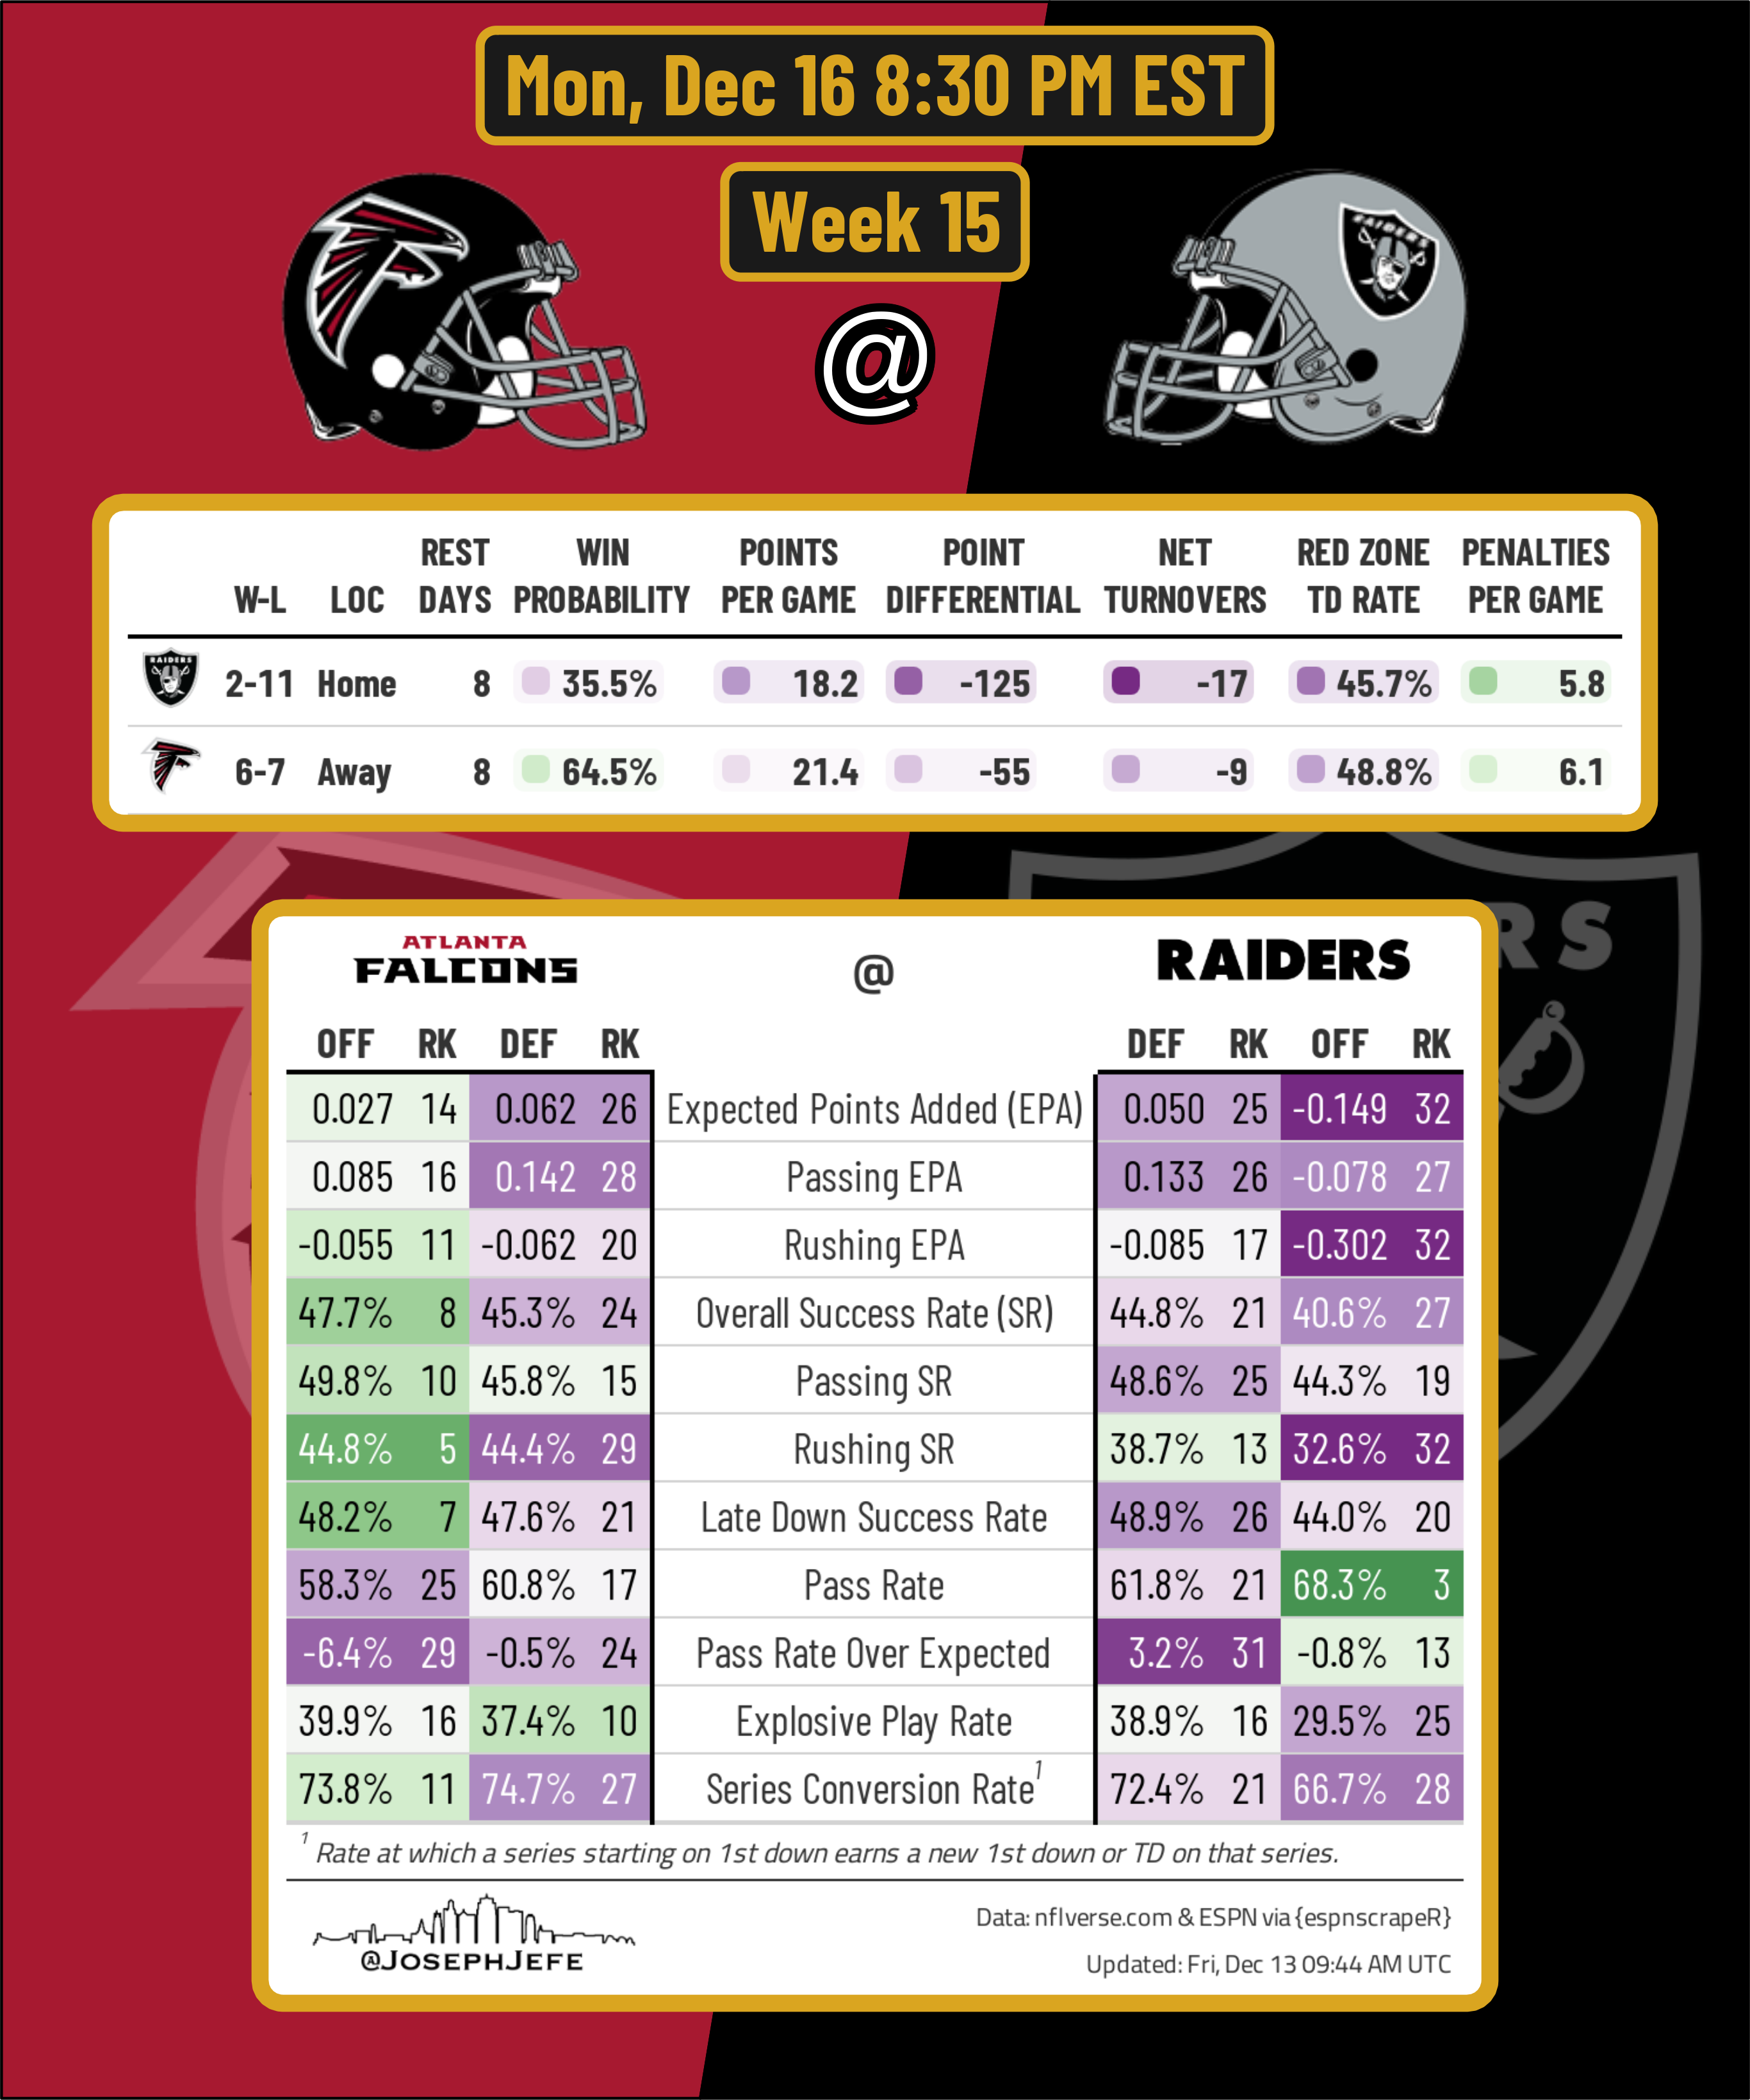 Mon, Dec 16 8:30 PM EST
Week 15
RAIDERS
@
W-L LOC REST DAYS WIN PROBABILITY POINTS PER GAME POINT DIFFERENTIAL NET TURNOVERS RED ZONE TD RATE PENALTIES PER GAME
RAIDERS 2-11 Home 8 35.5% 18.2 -125 -17 45.7% 5.8
6-7 Away 8 64.5% 21.4 -55 -9 48.8% 6.1
RS
ATLANTA
FALCONS @ RAIDERS
OFF RK DEF RK DEF RK OFF RK
0.027 14 0.062 26 Expected Points Added (EPA) 0.050 25 -0.149 32
0.085 16 0.142 28 Passing EPA 0.133 26 -0.078 27
-0.055 11 -0.062 20 Rushing EPA -0.085 17 -0.302 32
47.7% 8 45.3% 24 Overall Success Rate (SR) 44.8% 21 40.6% 27
49.8% 10 45.8% 15 Passing SR 48.6% 25 44.3% 19
44.8% 5 44.4% 29 Rushing SR 38.7% 13 32.6% 32
48.2% 7 47.6% 21 Late Down Success Rate 48.9% 26 44.0% 20
58.3% 25 60.8% 17 Pass Rate 61.8% 21 68.3% 3
-6.4% 29 -0.5% 24 Pass Rate Over Expected 3.2% 31 -0.8% 13
39.9% 16 37.4% 10 Explosive Play Rate 38.9% 16 29.5% 25
73.8% 11 74.7% 27 Series Conversion Rate¹ 72.4% 21 66.7% 28
¹ Rate at which a series starting on 1st down earns a new 1st down or TD on that series.
@JOSEPHJEFE
Data: nflverse.com & ESPN via {espnscrapeR}
Updated: Fri, Dec 13 09:44 AM UTC